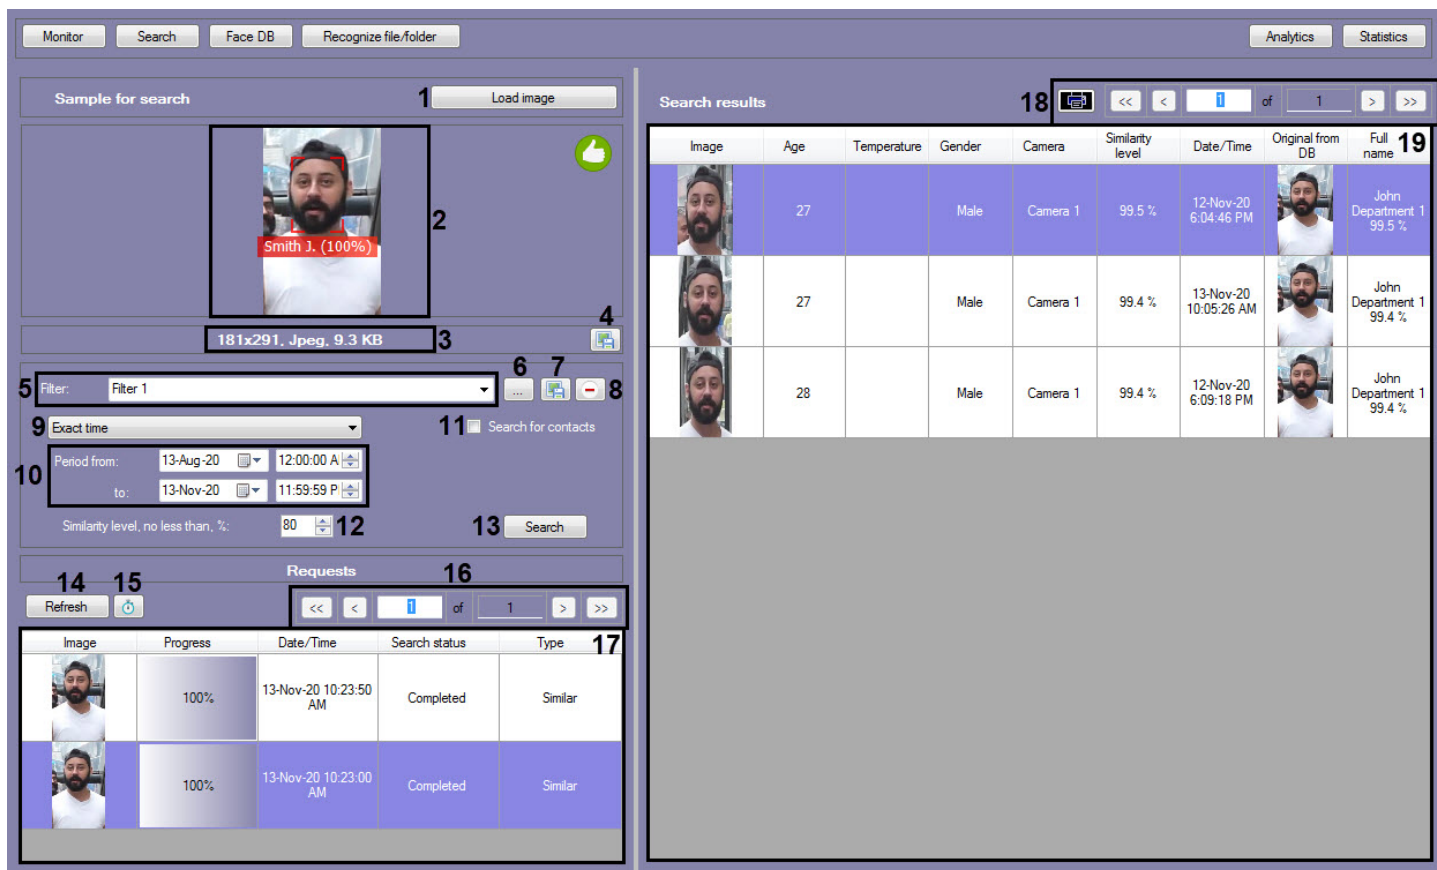 Monitor Search Face DB Recognize file/folder Analytics Statistics
Sample for search 1 Load image
Smith J. (100%)
2
181x291, Jpeg, 9.3 KB 3 4
5 Filter: Filter 1 6 ... 7 8
9 Exact time 11 Search for contacts
10 Period from: 13-Aug-20 12:00:00 A
to: 13-Nov-20 11:59:59 P
Similarity level, no less than, %: 80 12 13 Search
Requests
14 Refresh 15 16 << < 1 of 1 > >>
Image Progress Date/Time Search status Type 17
100% 13-Nov-20 10:23:50 AM Completed Similar
100% 13-Nov-20 10:23:00 AM Completed Similar
Search results 18 << < 1 of 1 > >>
Image Age Temperature Gender Camera Similarity level Date/Time Original from DB Full name 19
27 Male Camera 1 99.5 % 12-Nov-20 6:04:46 PM John Department 1 99.5 %
27 Male Camera 1 99.4 % 13-Nov-20 10:05:26 AM John Department 1 99.4 %
28 Male Camera 1 99.4 % 12-Nov-20 6:09:18 PM John Department 1 99.4 %